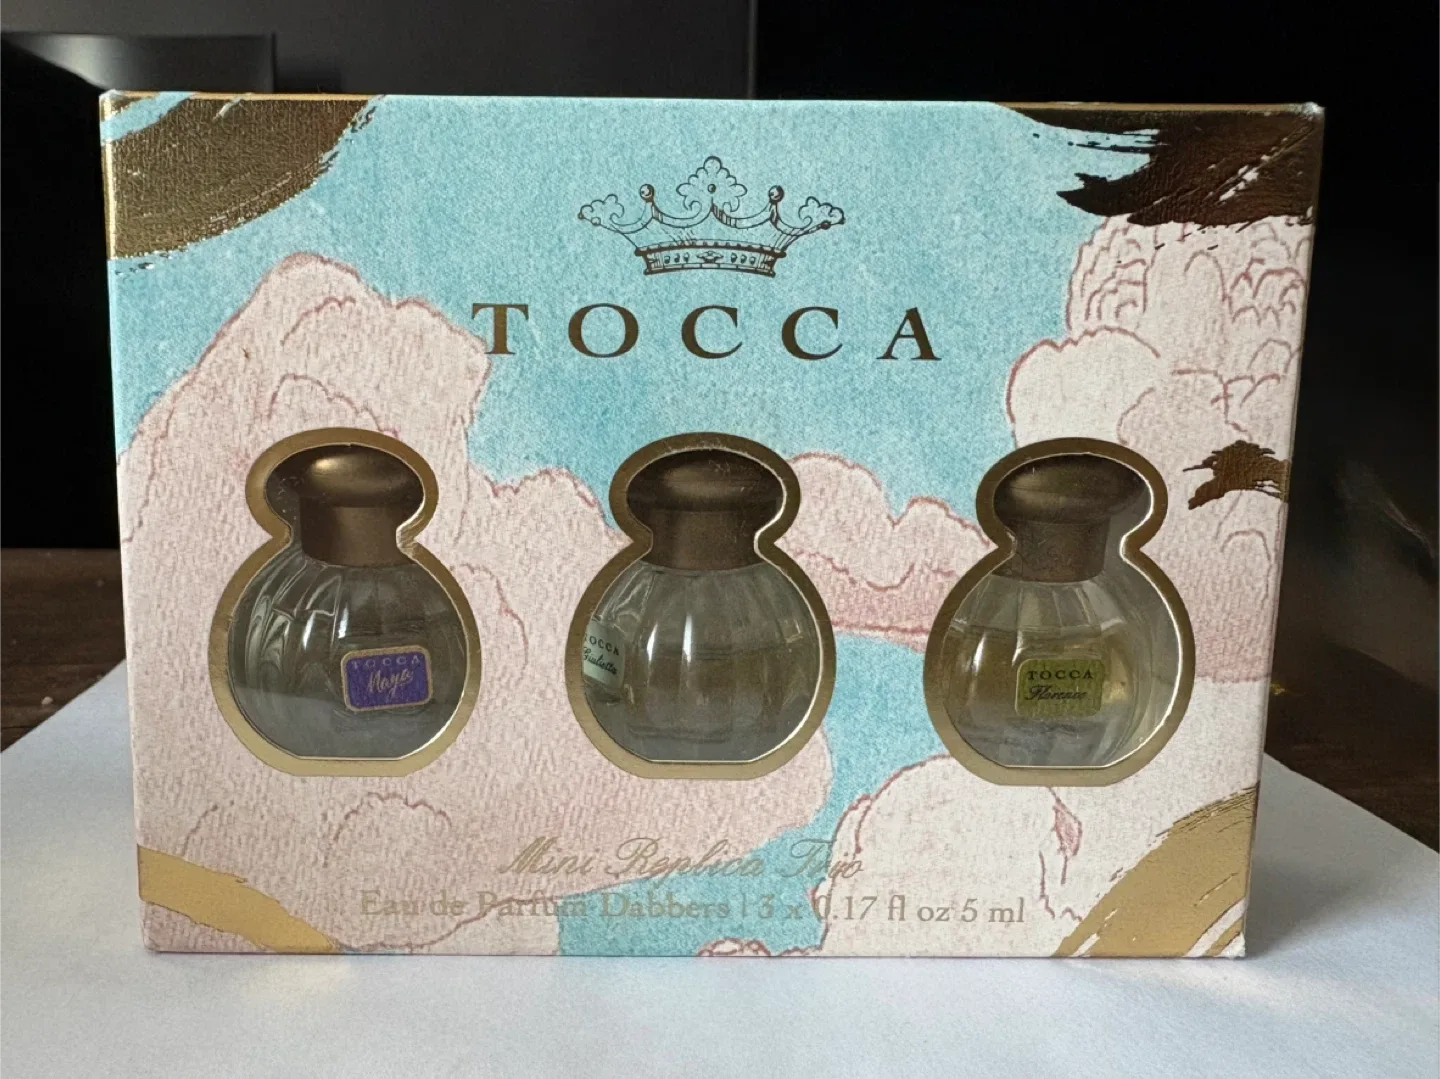 TOCCA
TOCCA
Maya
TOCCA
Giulietta
TOCCA
Florence
Mini Replica Trio
Eau de Parfum Dabbers | 3 x 0.17 fl oz 5 ml